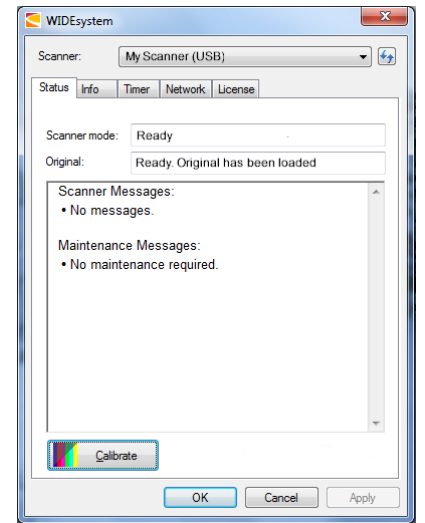 WIDEsystem
Scanner: My Scanner (USB)
Status Info Timer Network License
Scanner mode: Ready
Original: Ready. Original has been loaded
Scanner Messages:
• No messages.
Maintenance Messages:
• No maintenance required.
Calibrate
OK Cancel Apply